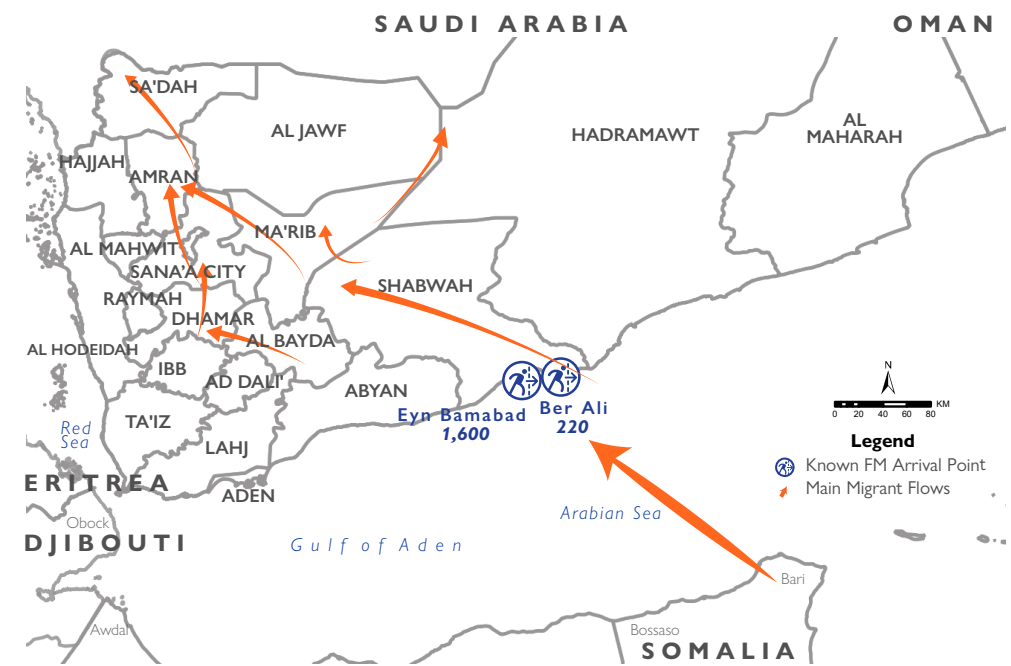 SAUDI ARABIA
OMAN
SA'DAH
AL JAWF
HADRAMAWT
AL
MAHARAH
HAJJAH
AMRAN
MA'RIB
AL MAHWIT
SANA'A CITY
SHABWAH
RAYMAH
DHAMAR
AL BAYDA
AL HODEIDAH
IBB
AD DALI'
ABYAN
Eyn Bamabad
1,600
Ber Ali
220
TA'IZ
LAHJ
Red
Sea
ERITREA
ADEN
Obock
DJIBOUTI
Gulf of Aden
Arabian Sea
Bari
Awdal
Bossaso
SOMALIA
N
0 20 40 60 80 KM
Legend
Known FM Arrival Point
Main Migrant Flows